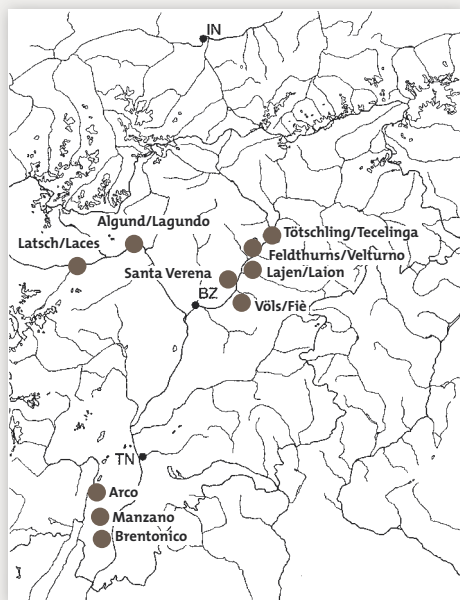 IN
Algund/Lagundo
Tötschling/Tecelinga
Latsch/Laces
Feldthurns/Velturno
Santa Verena
Lajen/Laion
BZ
Völs/Fiè
TN
Arco
Manzano
Brentonico